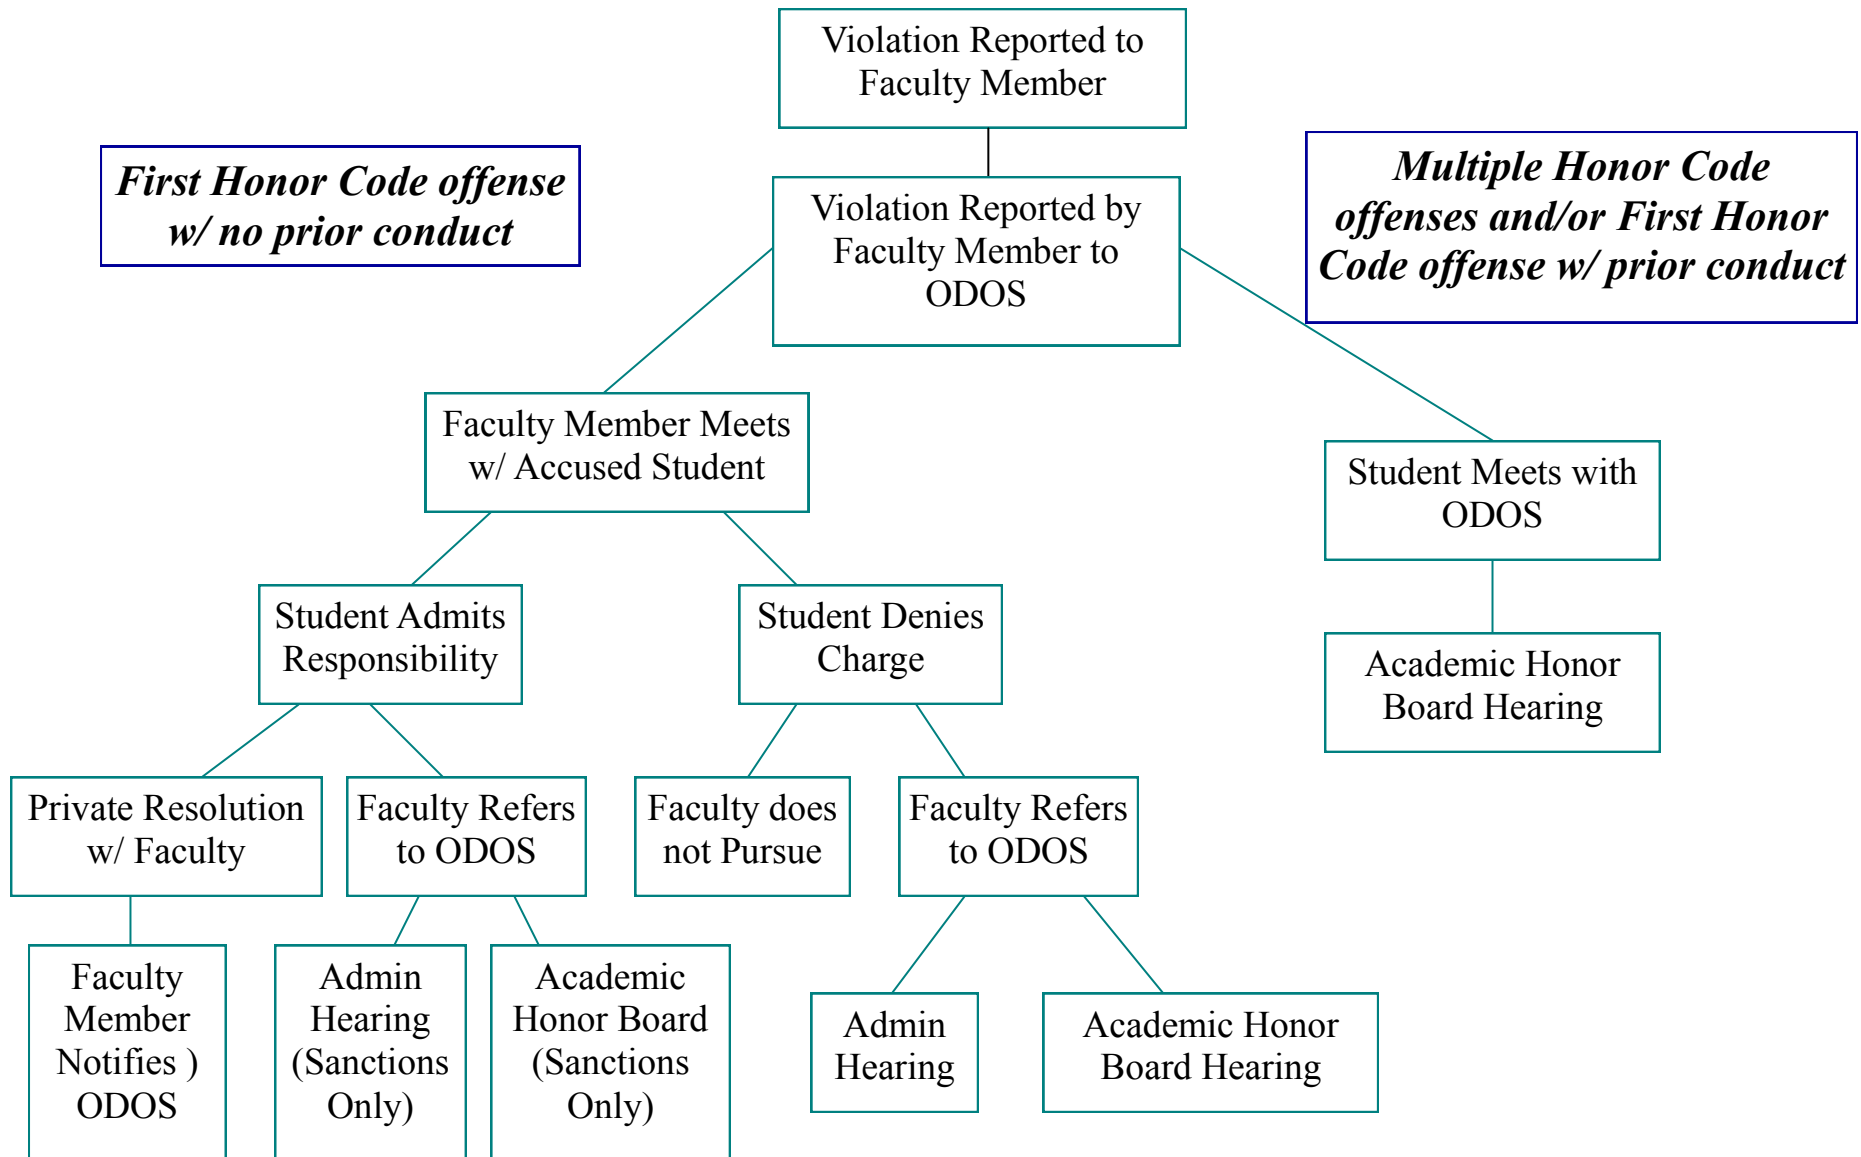 Violation Reported to
Faculty Member
First Honor Code offense
w/ no prior conduct
Violation Reported by
Faculty Member to
ODOS
Multiple Honor Code
offenses and/or First Honor
Code offense w/ prior conduct
Faculty Member Meets
w/ Accused Student
Student Meets with
ODOS
Student Admits
Responsibility
Student Denies
Charge
Academic Honor
Board Hearing
Private Resolution
w/ Faculty
Faculty Refers
to ODOS
Faculty does
not Pursue
Faculty Refers
to ODOS
Faculty
Member
Notifies )
ODOS
Admin
Hearing
(Sanctions
Only)
Academic
Honor Board
(Sanctions
Only)
Admin
Hearing
Academic Honor
Board Hearing